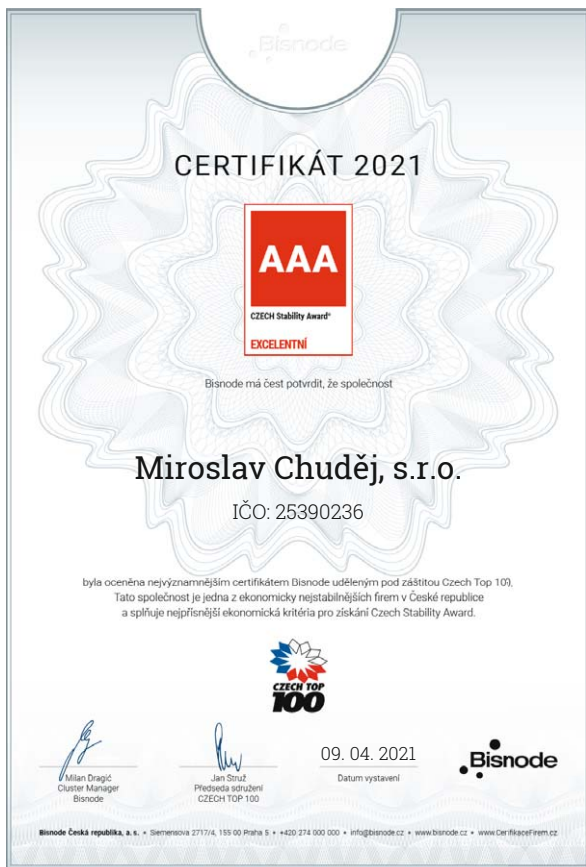 Bisnode
CERTIFIKÁT 2021
AAA
CZECH Stability Award®
EXCELENTNÍ
Bisnode má čest potvrdit, že společnost
Miroslav Chuděj, s.r.o.
IČO: 25390236
byla oceněna nejvýznamnějším certifikátem Bisnode uděleným pod záštitou Czech Top 100.
Tato společnost je jedna z ekonomicky nejstabilnějších firem v České republice
a splňuje nejpřísnější ekonomická kritéria pro získání Czech Stability Award.
CZECH TOP
100
Milan Dragić
Cluster Manager
Bisnode
Jan Struž
Předseda sdružení
CZECH TOP 100
09. 04. 2021
Datum vystavení
Bisnode
Bisnode Česká republika, a. s. • Siemensova 2717/4, 155 00 Praha 5 • +420 274 000 000 • info@bisnode.cz • www.bisnode.cz • www.CerifikaceFirem.cz